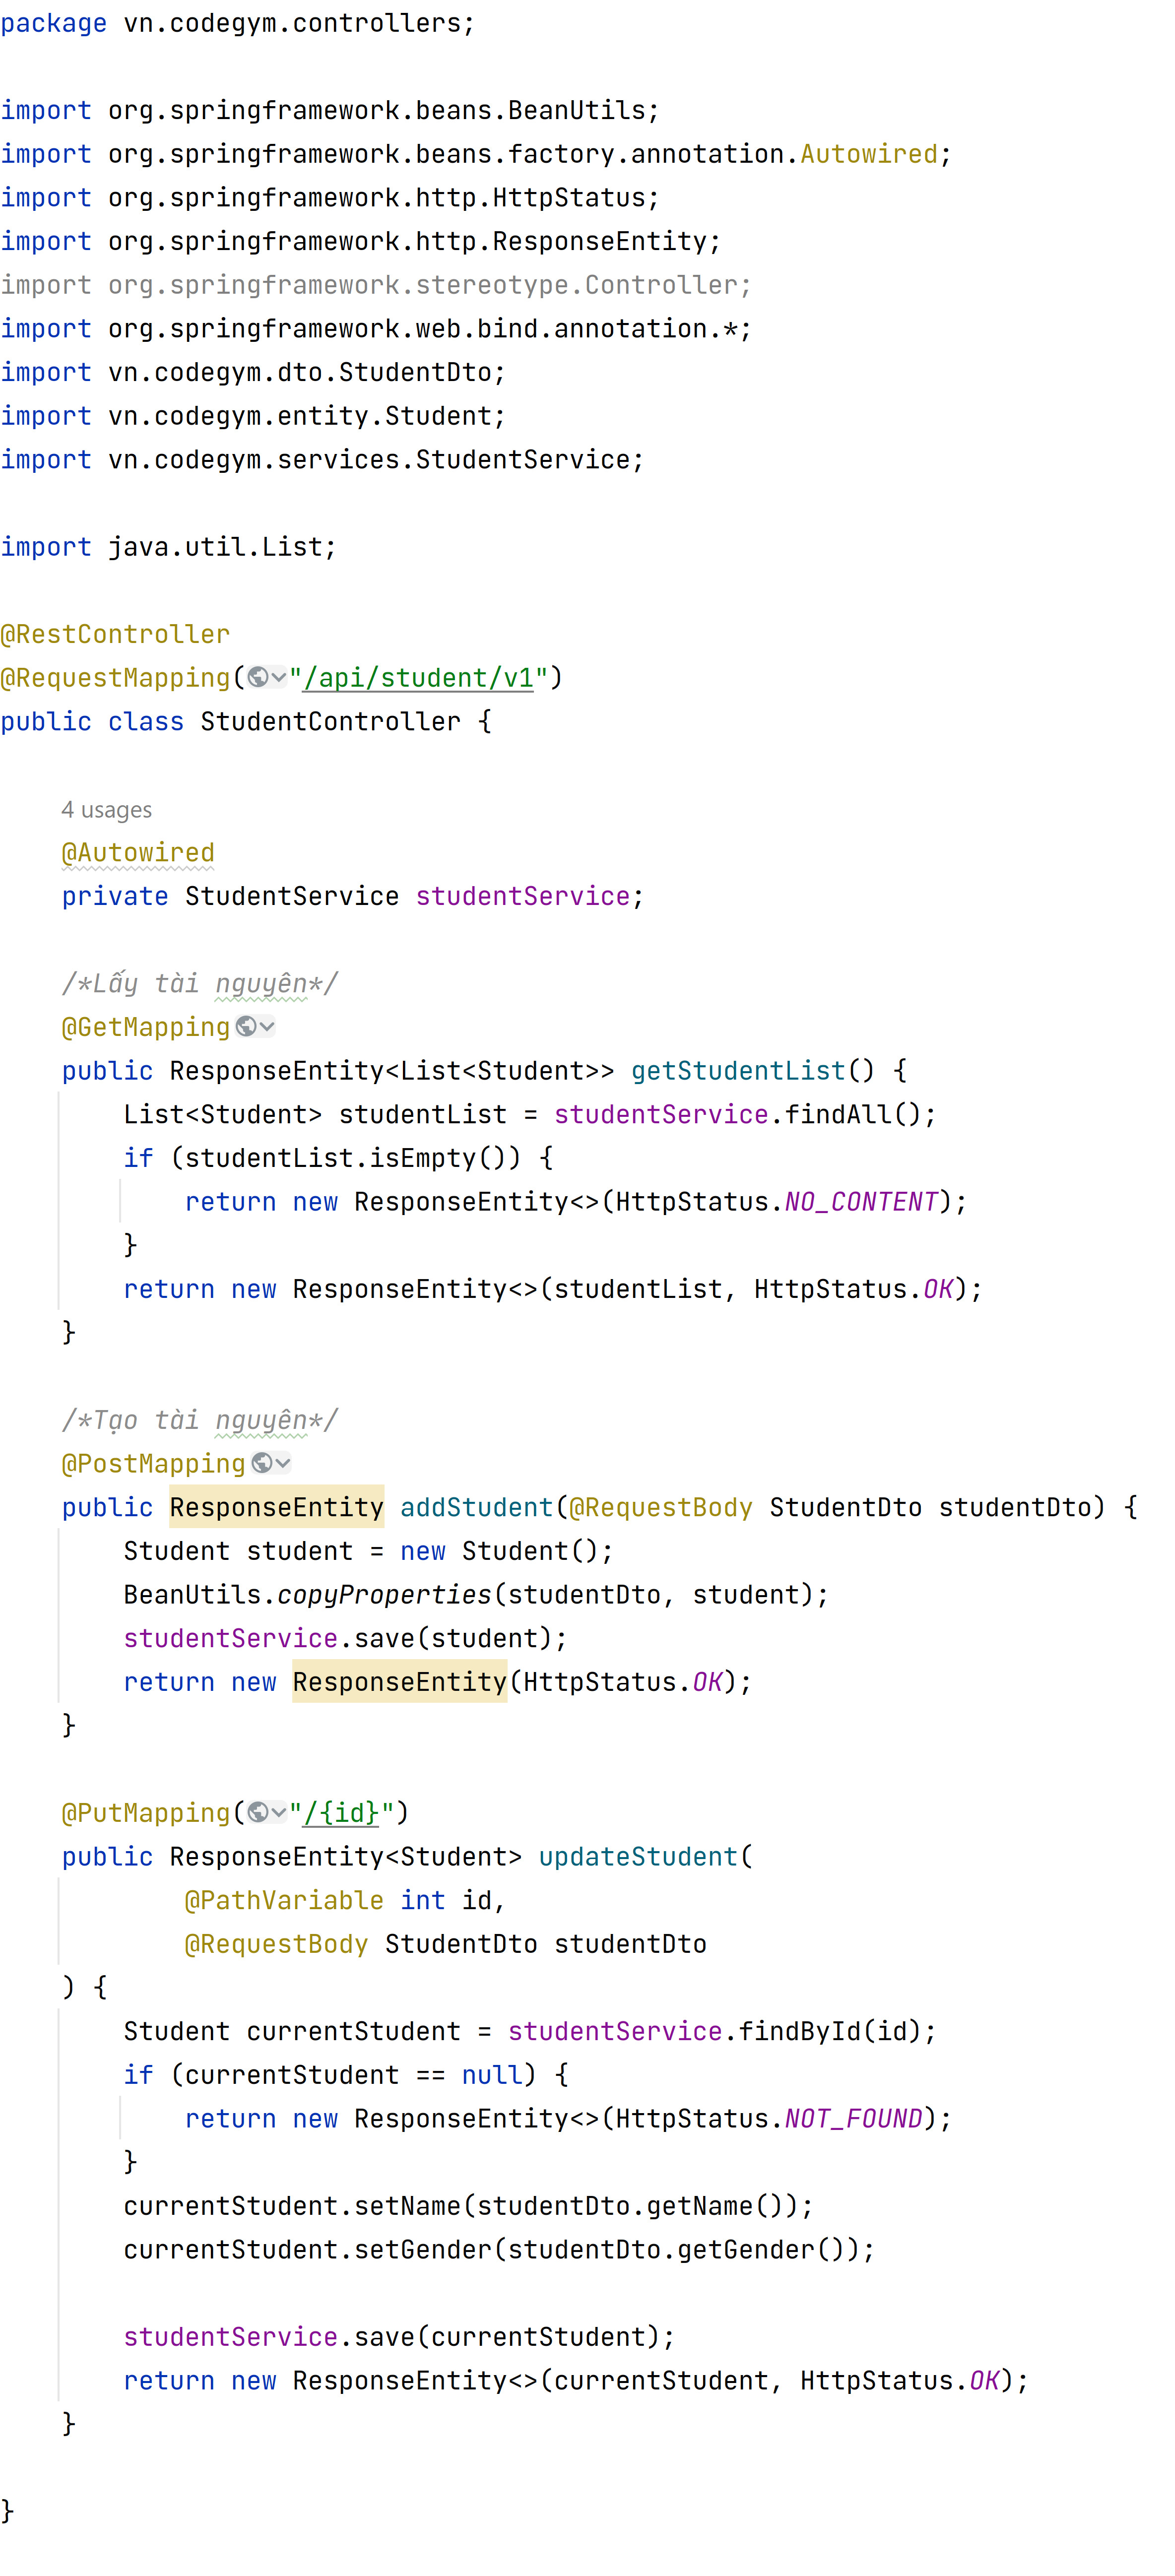 package vn.codegym.controllers;
import org.springframework.beans.BeanUtils;
import org.springframework.beans.factory.annotation.Autowired;
import org.springframework.http.HttpStatus;
import org.springframework.http.ResponseEntity;
import org.springframework.stereotype.Controller;
import org.springframework.web.bind.annotation.*;
import vn.codegym.dto.StudentDto;
import vn.codegym.entity.Student;
import vn.codegym.services.StudentService;
import java.util.List;
@RestController
@RequestMapping("/api/student/v1")
public class StudentController {
4 usages
@Autowired
private StudentService studentService;
/*Lấy tài nguyên*/
@GetMapping
public ResponseEntity<List<Student>> getStudentList() {
List<Student> studentList = studentService.findAll();
if (studentList.isEmpty()) {
return new ResponseEntity<>(HttpStatus.NO_CONTENT);
}
return new ResponseEntity<>(studentList, HttpStatus.OK);
}
/*Tạo tài nguyên*/
@PostMapping
public ResponseEntity addStudent(@RequestBody StudentDto studentDto) {
Student student = new Student();
BeanUtils.copyProperties(studentDto, student);
studentService.save(student);
return new ResponseEntity(HttpStatus.OK);
}
@PutMapping("/{id}")
public ResponseEntity<Student> updateStudent(
@PathVariable int id,
@RequestBody StudentDto studentDto
) {
Student currentStudent = studentService.findById(id);
if (currentStudent == null) {
return new ResponseEntity<>(HttpStatus.NOT_FOUND);
}
currentStudent.setName(studentDto.getName());
currentStudent.setGender(studentDto.getGender());
studentService.save(currentStudent);
return new ResponseEntity<>(currentStudent, HttpStatus.OK);
}
}